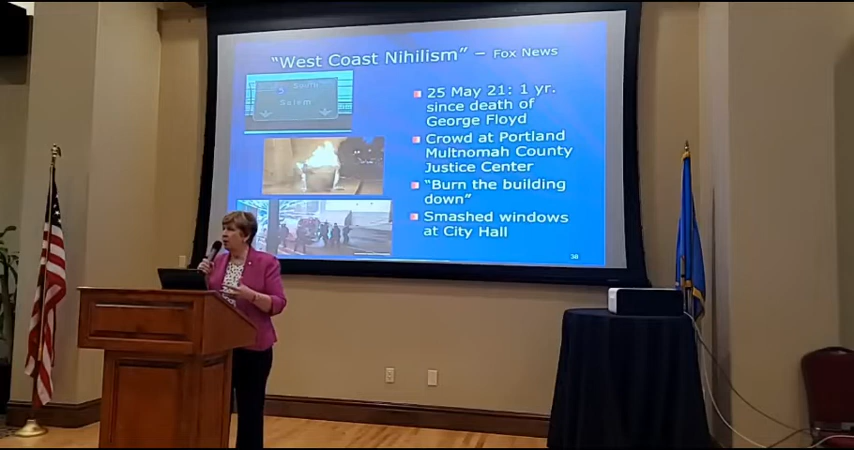 "West Coast Nihilism" – Fox News
South
Salem
25 May 21: 1 yr.
since death of
George Floyd
Crowd at Portland
Multnomah County
Justice Center
"Burn the building
down"
Smashed windows
at City Hall